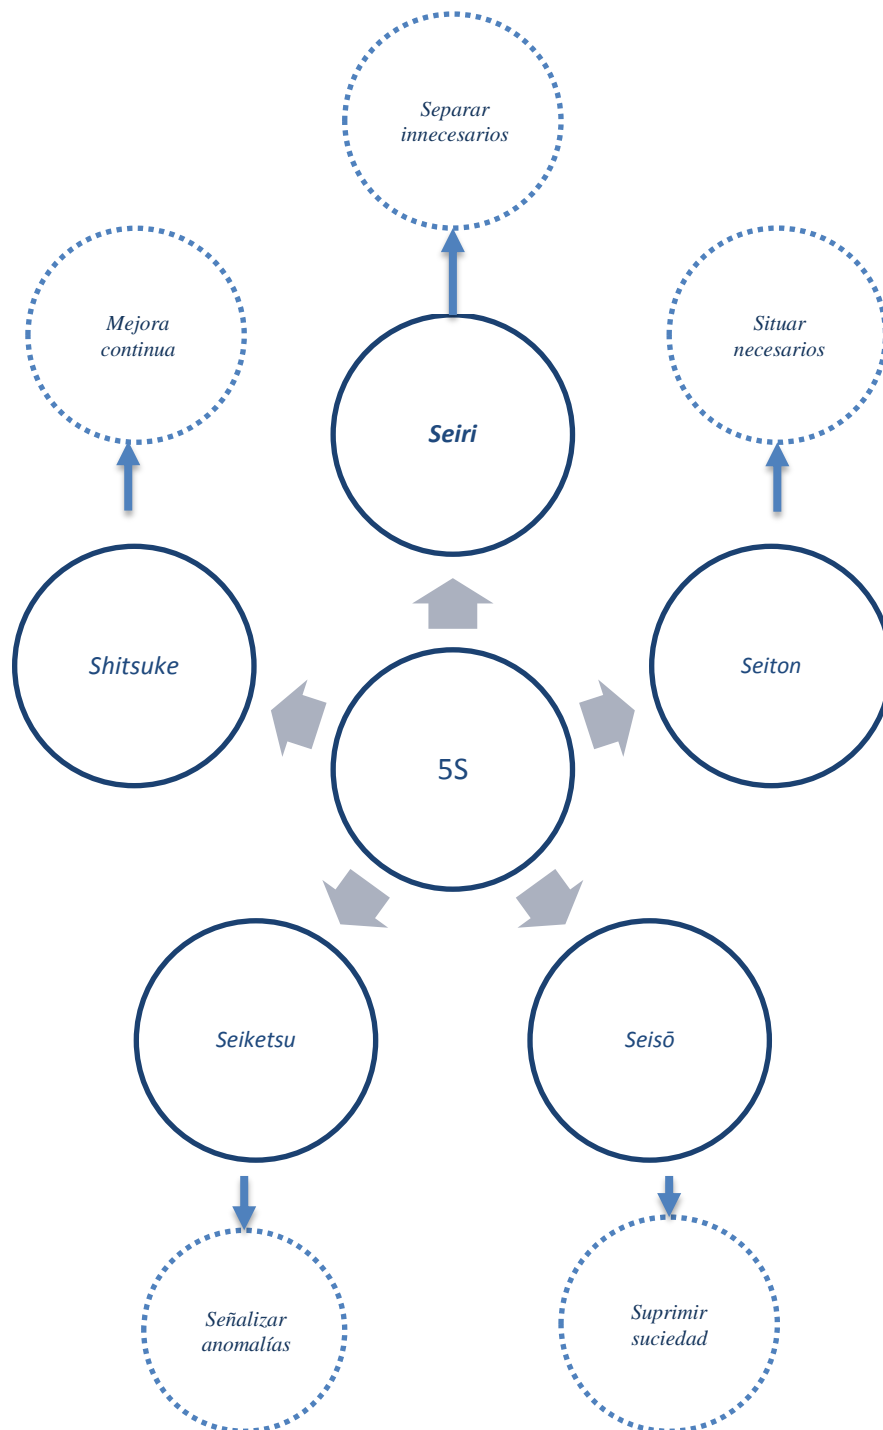 Separar
innecesarios
Mejora
continua
Situar
necesarios
Seiri
Shitsuke
Seiton
5S
Seiketsu
Seisō
Señalizar
anomalías
Suprimir
suciedad